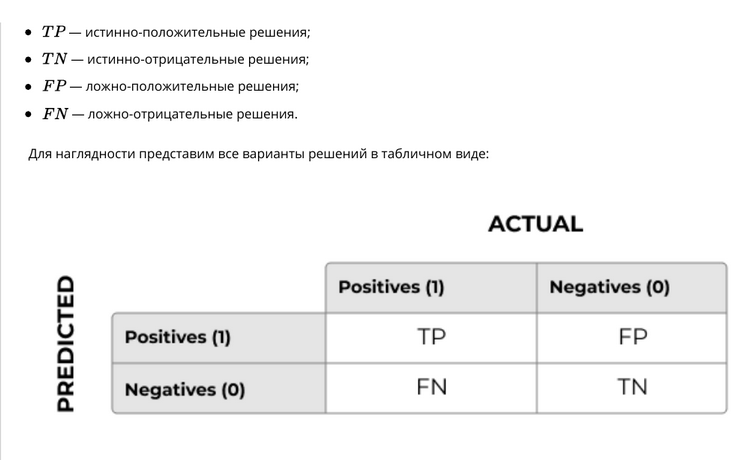 • TP — истинно-положительные решения;
• TN — истинно-отрицательные решения;
• FP — ложно-положительные решения;
• FN — ложно-отрицательные решения.
Для наглядности представим все варианты решений в табличном виде:
ACTUAL
PREDICTED
Positives (1) Negatives (0)
Positives (1) TP FP
Negatives (0) FN TN